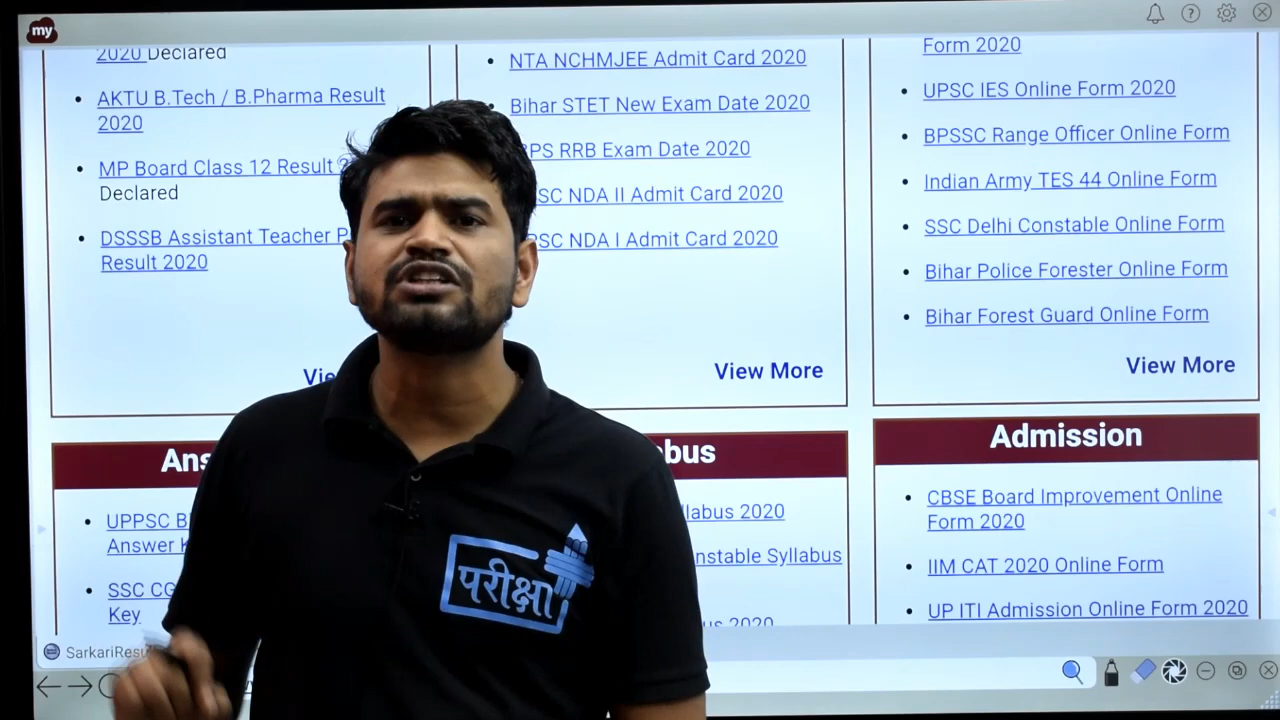 my
2020 Declared
AKTU B.Tech / B.Pharma Result
2020
MP Board Class 12 Result
Declared
DSSSB Assistant Teacher
Result 2020
NTA NCHMJEE Admit Card 2020
Bihar STET New Exam Date 2020
RRB Exam Date 2020
NDA II Admit Card 2020
NDA I Admit Card 2020
View More
Form 2020
UPSC IES Online Form 2020
BPSSC Range Officer Online Form
Indian Army TES 44 Online Form
SSC Delhi Constable Online Form
Bihar Police Forester Online Form
Bihar Forest Guard Online Form
View More
UPPSC
Answer
SSC
Key
2020
Syllabus
2020
Admission
CBSE Board Improvement Online
Form 2020
IIM CAT 2020 Online Form
UP ITI Admission Online Form 2020
परीक्षा